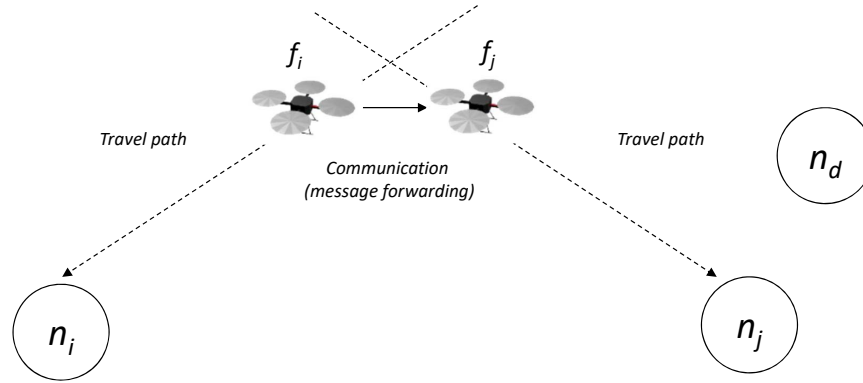 f_i
f_j
Travel path
Travel path
n_d
Communication
(message forwarding)
n_i
n_j